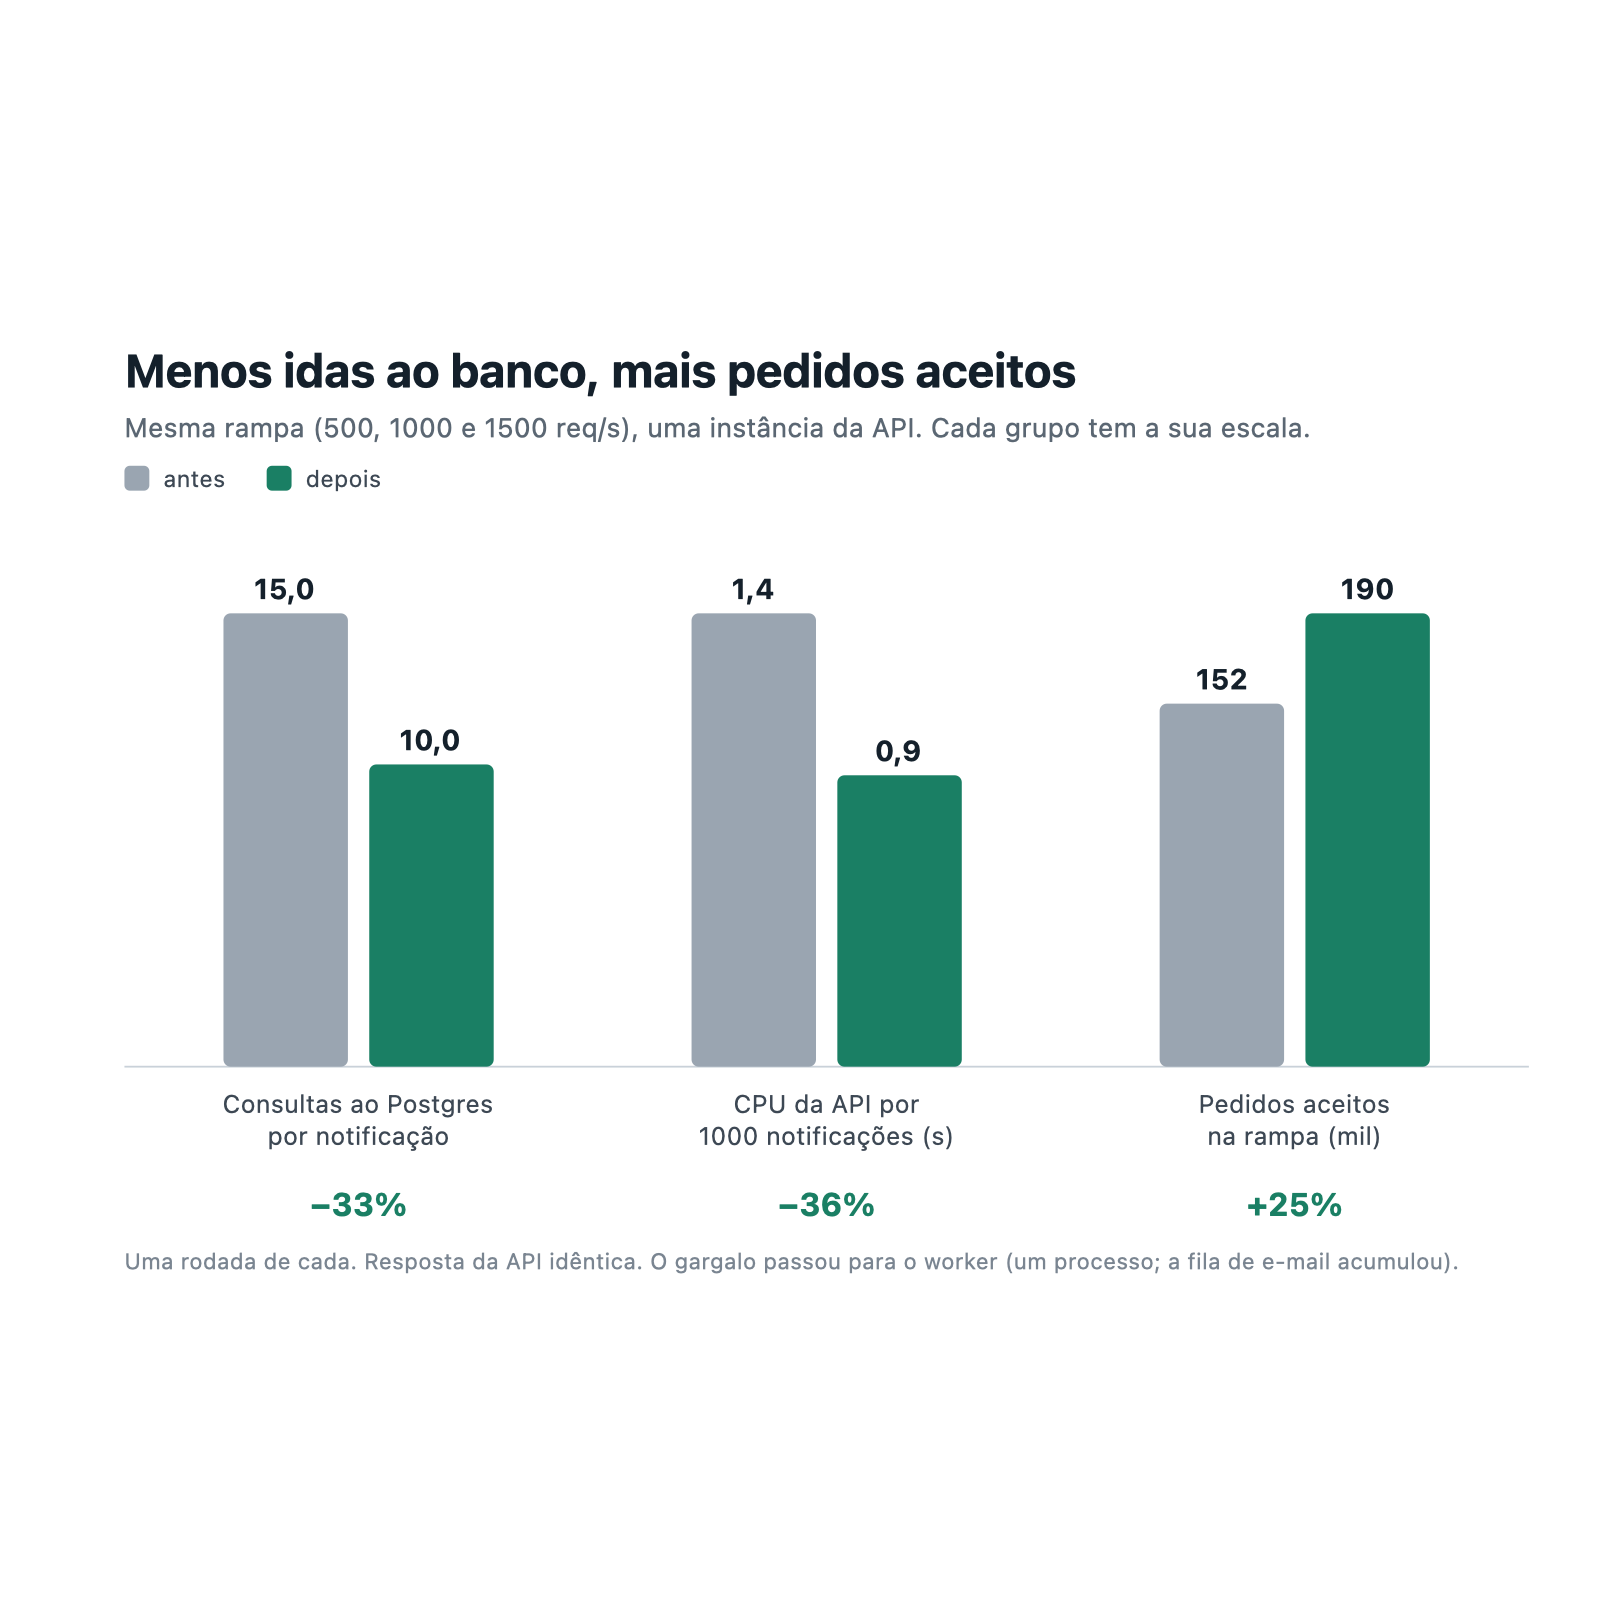 Menos idas ao banco, mais pedidos aceitos
Mesma rampa (500, 1000 e 1500 req/s), uma instância da API. Cada grupo tem a sua escala.
antes depois
15,0 10,0 1,4 0,9 152 190
Consultas ao Postgres
por notificação
CPU da API por
1000 notificações (s)
Pedidos aceitos
na rampa (mil)
–33% –36% +25%
Uma rodada de cada. Resposta da API idêntica. O gargalo passou para o worker (um processo; a fila de e-mail acumulou).